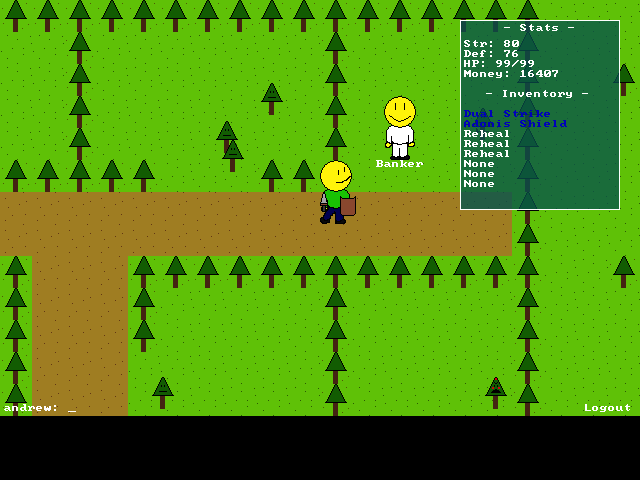 - Stats -
Str: 80
Def: 76
HP: 99/99
Money: 16407
- Inventory -
Dual Strike
Adonis Shield
Reheal
Reheal
Reheal
None
None
None
Banker
andrew: _
Logout